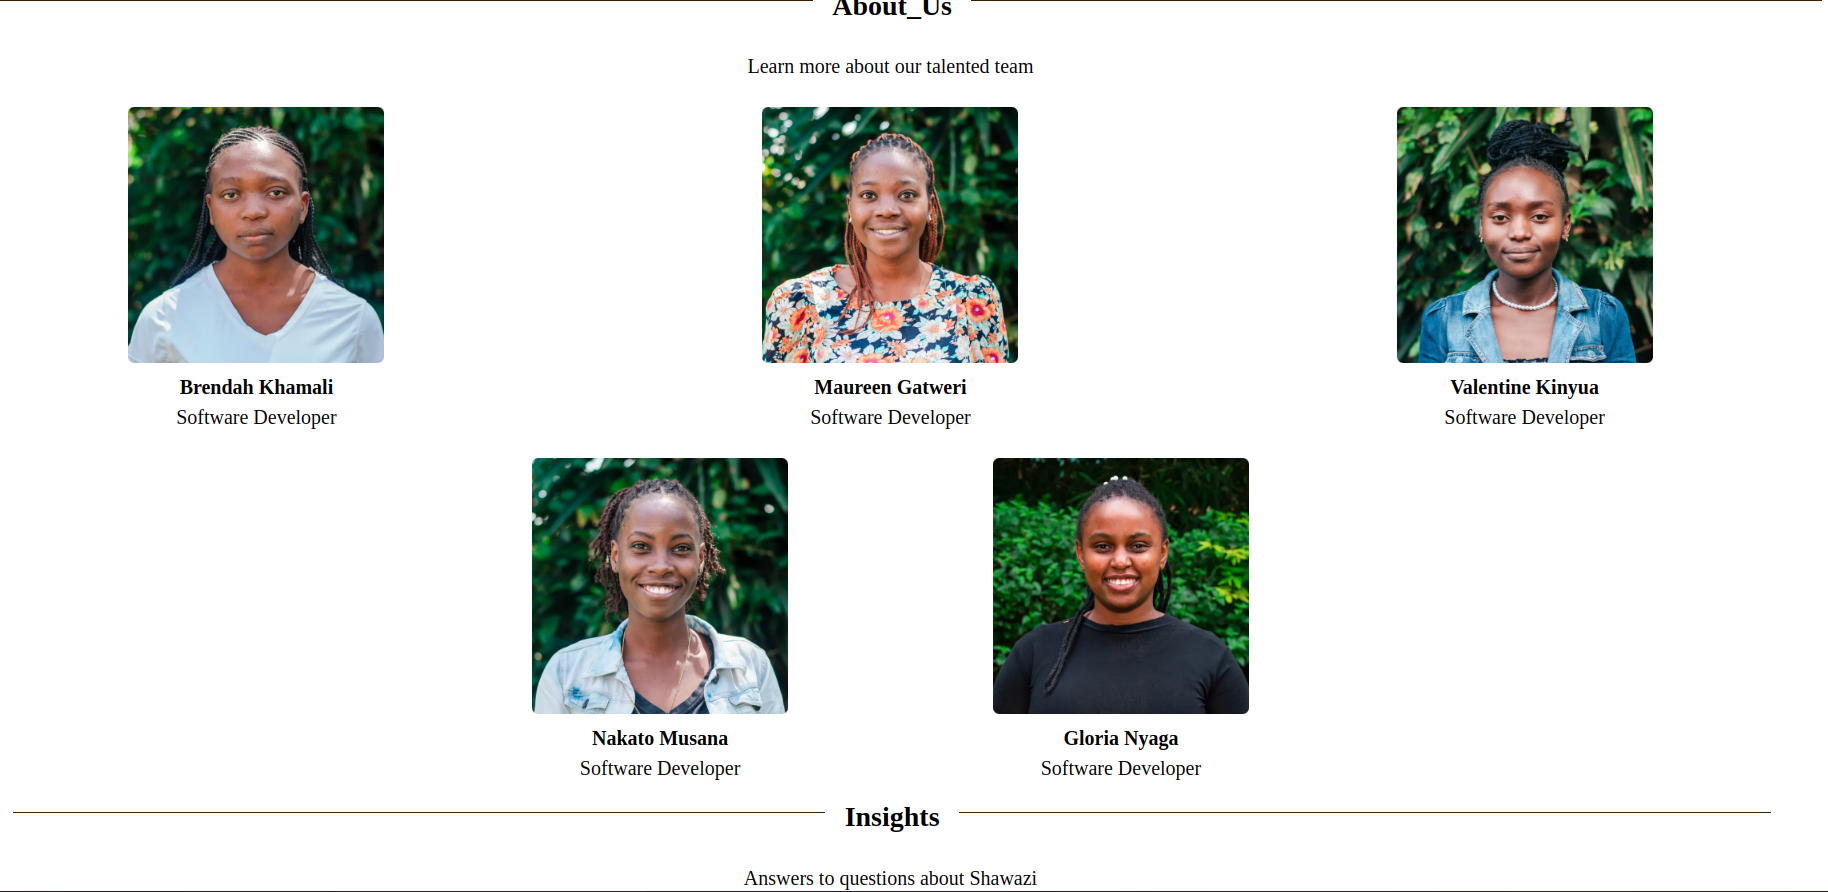 About_Us
Learn more about our talented team
Brendah Khamali
Software Developer
Maureen Gatweri
Software Developer
Valentine Kinyua
Software Developer
Nakato Musana
Software Developer
Gloria Nyaga
Software Developer
Insights
Answers to questions about Shawazi